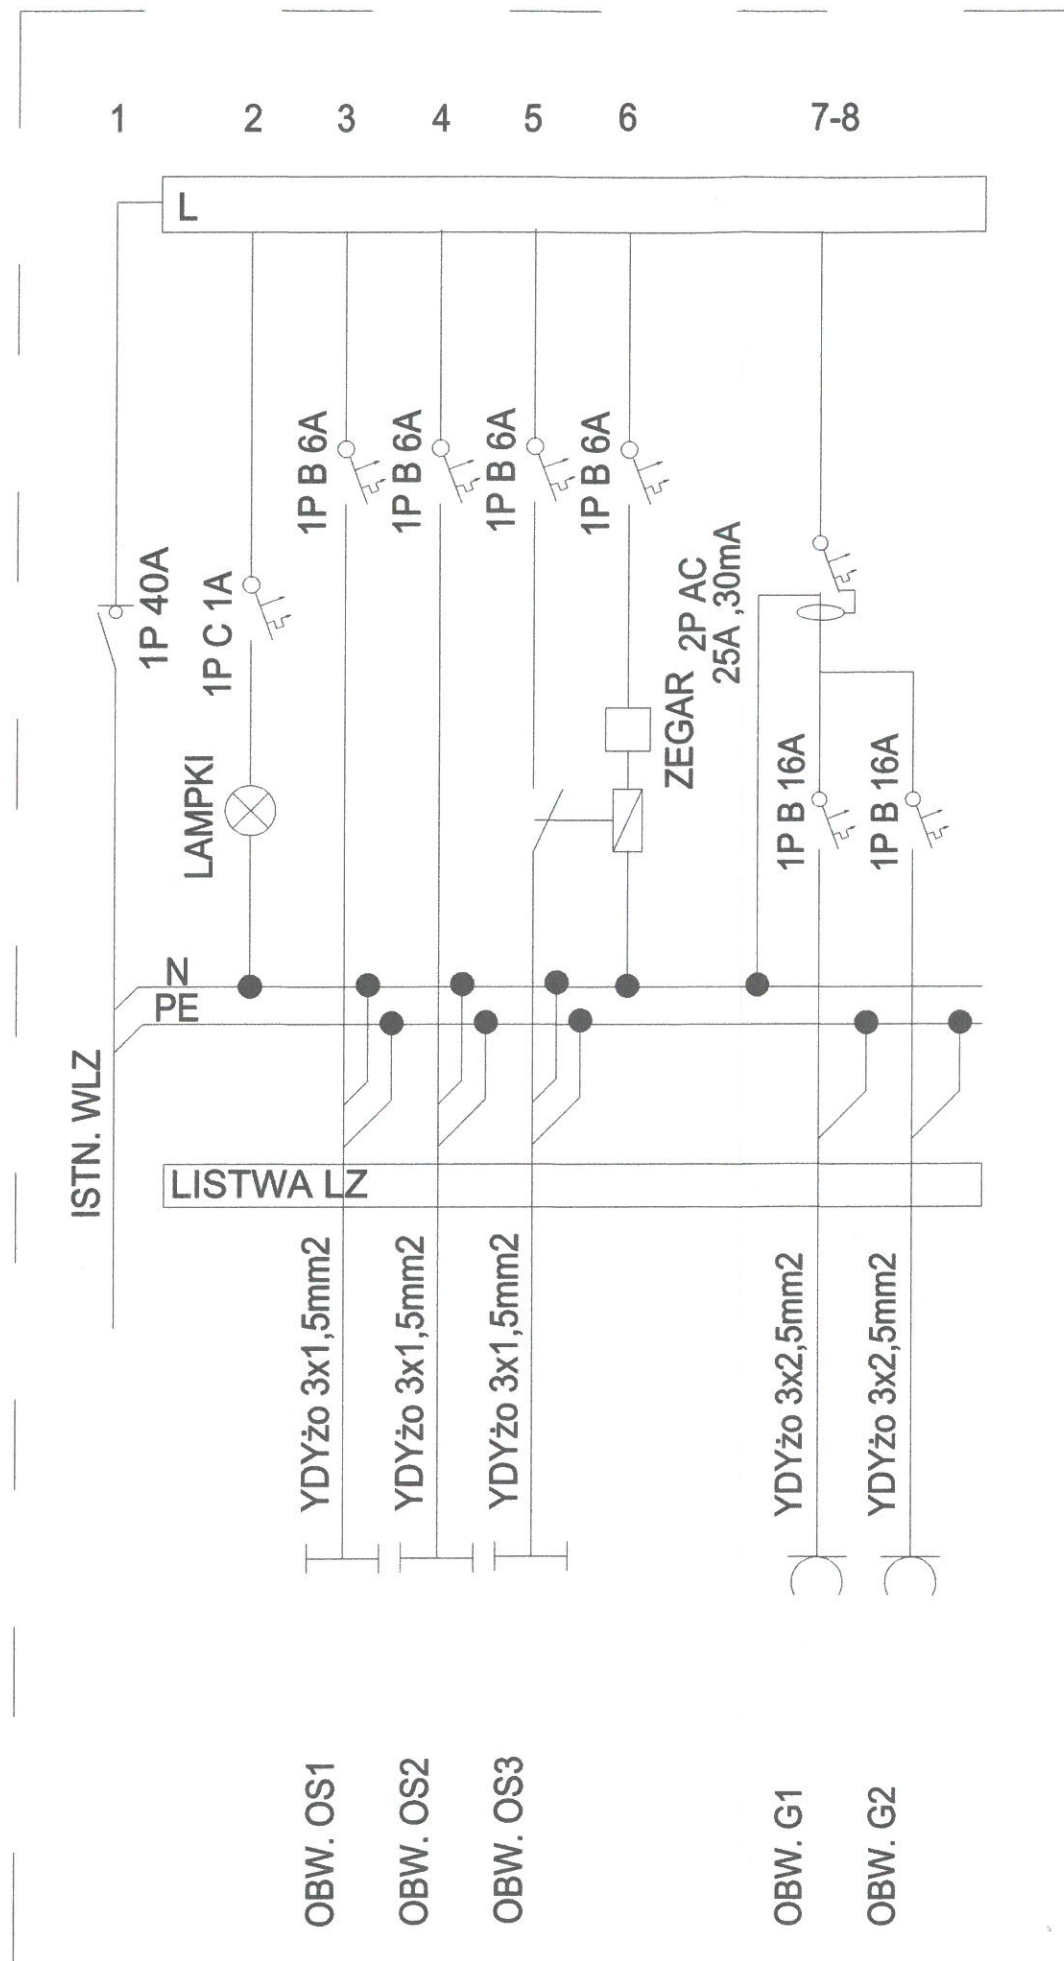 1 2 3 4 5 6 7-8
L
1P 40A
1P C 1A
1P B 6A
1P B 6A
1P B 6A
1P B 6A
2P AC
25A ,30mA
ZEGAR
LAMPKI
1P B 16A
1P B 16A
N
PE
ISTN. WLZ
LISTWA LZ
YDYżo 3x1,5mm2
YDYżo 3x1,5mm2
YDYżo 3x1,5mm2
YDYżo 3x2,5mm2
YDYżo 3x2,5mm2
OBW. OS1
OBW. OS2
OBW. OS3
OBW. G1
OBW. G2